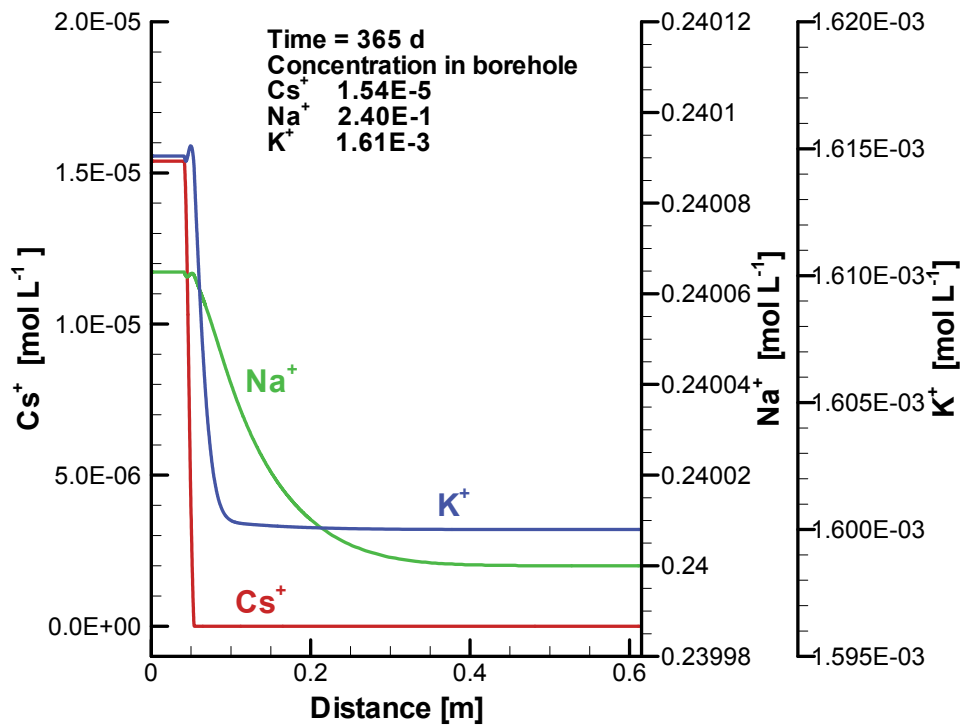 Time = 365 d
Concentration in borehole
Cs⁺ 1.54E-5
Na⁺ 2.40E-1
K⁺ 1.61E-3
Cs⁺ [mol L⁻¹]
2.0E-05
1.5E-05
1.0E-05
5.0E-06
0.0E+00
Na⁺
K⁺
Cs⁺
0 0.2 0.4 0.6
Distance [m]
0.24012
0.2401
0.24008
0.24006
0.24004
0.24002
0.24
0.23998
Na⁺ [mol L⁻¹]
1.620E-03
1.615E-03
1.610E-03
1.605E-03
1.600E-03
1.595E-03
K⁺ [mol L⁻¹]